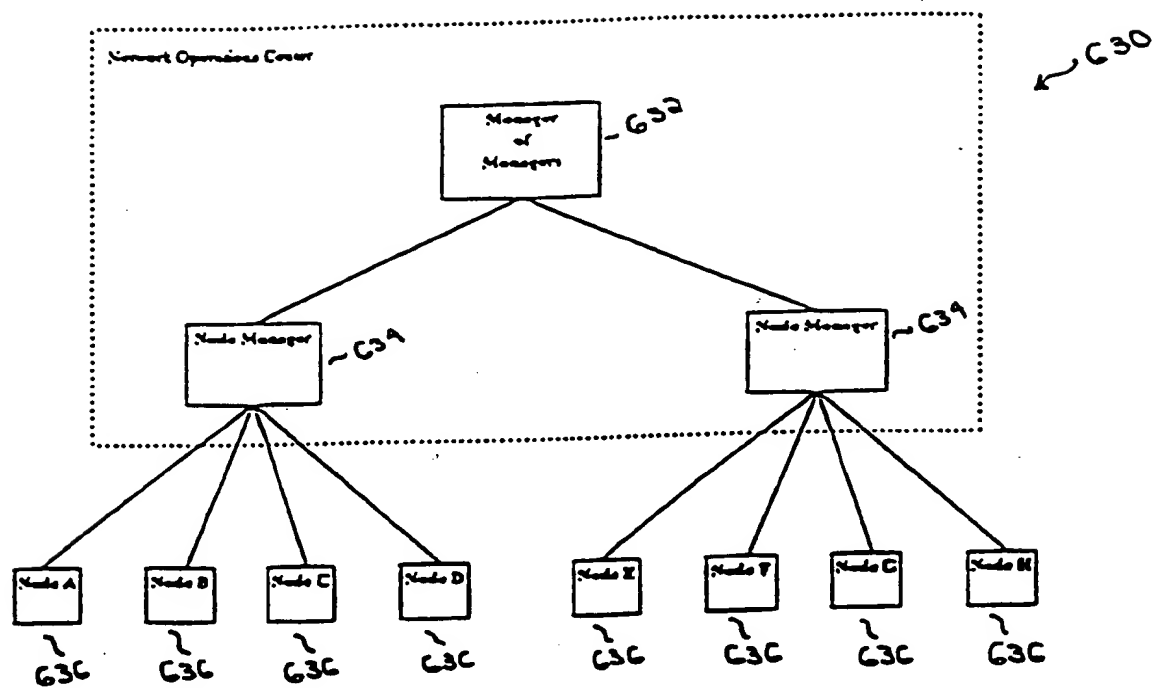 Network Operations Center
630
Manager
of
Managers
632
Node Manager
634
Node Manager
634
Node A
Node B
Node C
Node D
Node E
Node F
Node G
Node H
636
636
636
636
636
636
636
636